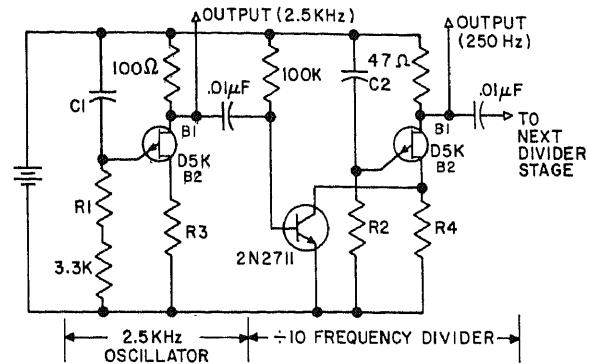 OUTPUT (2.5KHz)
OUTPUT
(250 Hz)
100Ω
.01µF
100K
47Ω
.01µF
C1
C2
B1
B1
TO
NEXT
DIVIDER
STAGE
D5K
B2
D5K
B2
R1
R3
R2
R4
3.3K
2N2711
2.5KHz
OSCILLATOR
÷10 FREQUENCY DIVIDER